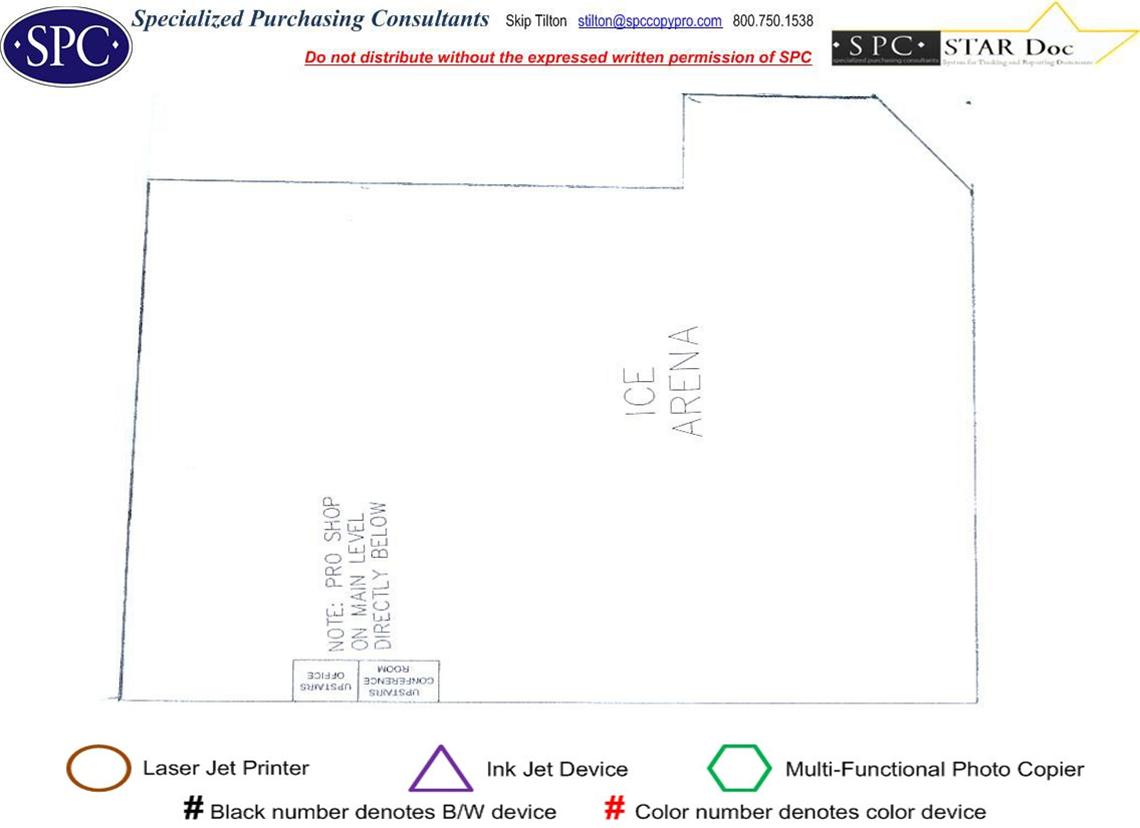 SPC
Specialized Purchasing Consultants Skip Tilton stilton@spccopypro.com 800.750.1538
Do not distribute without the expressed written permission of SPC
SPC
specialized purchasing consultants
STAR Doc
System for Tracking and Reporting Documents
ICE
ARENA
NOTE: PRO SHOP
ON MAIN LEVEL
DIRECTLY BELOW
UPSTAIRS
OFFICE
UPSTAIRS
CONFERENCE
ROOM
Laser Jet Printer
Ink Jet Device
Multi-Functional Photo Copier
# Black number denotes B/W device
# Color number denotes color device